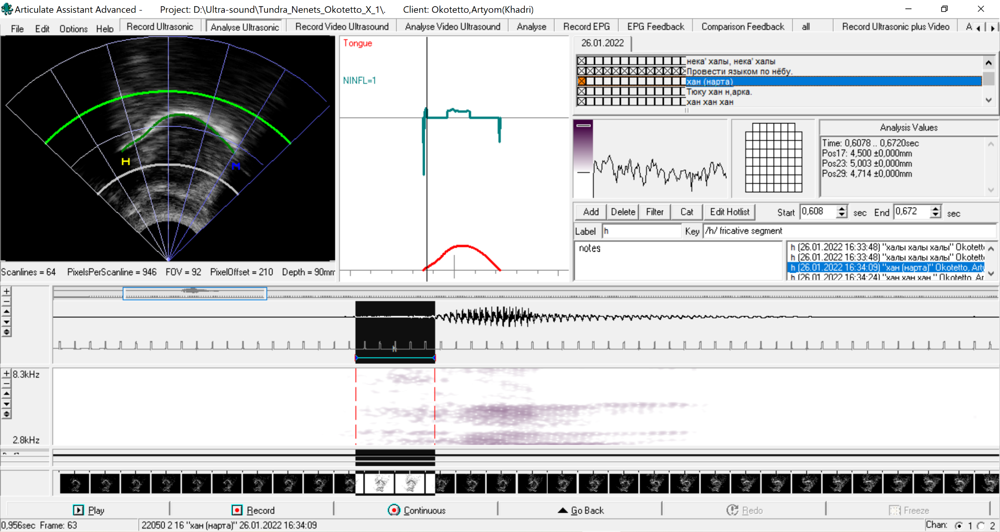 Articulate Assistant Advanced - Project: D:\Ultra-sound\Tundra_Nenets_Okotetto_X_1\. Client: Okotetto,Artyom(Khadri)
File Edit Options Help Record Ultrasonic Analyse Ultrasonic Record Video Ultrasound Analyse Video Ultrasound Analyse Record EPG EPG Feedback Comparison Feedback all Record Ultrasonic plus Video A
Tongue
NINFL=1
H
M
Scanlines = 64 PixelsPerScanline = 946 FOV = 92 PixelOffset = 210 Depth = 90mm
26.01.2022
нека' халы, нека' халы
Провести языком по нёбу.
хан (нарта)
Тюку хан н,арка.
хан хан хан
Analysis Values
Time: 0,6078 .. 0,6720sec
Pos17: 4,500 ±0,000mm
Pos23: 5,003 ±0,000mm
Pos29: 4,714 ±0,000mm
Add Delete Filter Cat Edit Hotlist Start 0,608 sec End 0,672 sec
Label h Key /h/ fricative segment
notes
h (26.01.2022 16:33:48) "халы халы халы" Okotett
h (26.01.2022 16:33:48) "халы халы халы" Okotett
h (26.01.2022 16:34:09) "хан (нарта)" Okotetto, Art
h (26.01.2022 16:34:24) "хан хан хан " Okotetto, Ar
h
8.3kHz
2.8kHz
Play Record Continuous Go Back Redo Freeze
0,956sec Frame: 63 22050 2 16 "хан (нарта)" 26.01.2022 16:34:09 Chan: 1 2